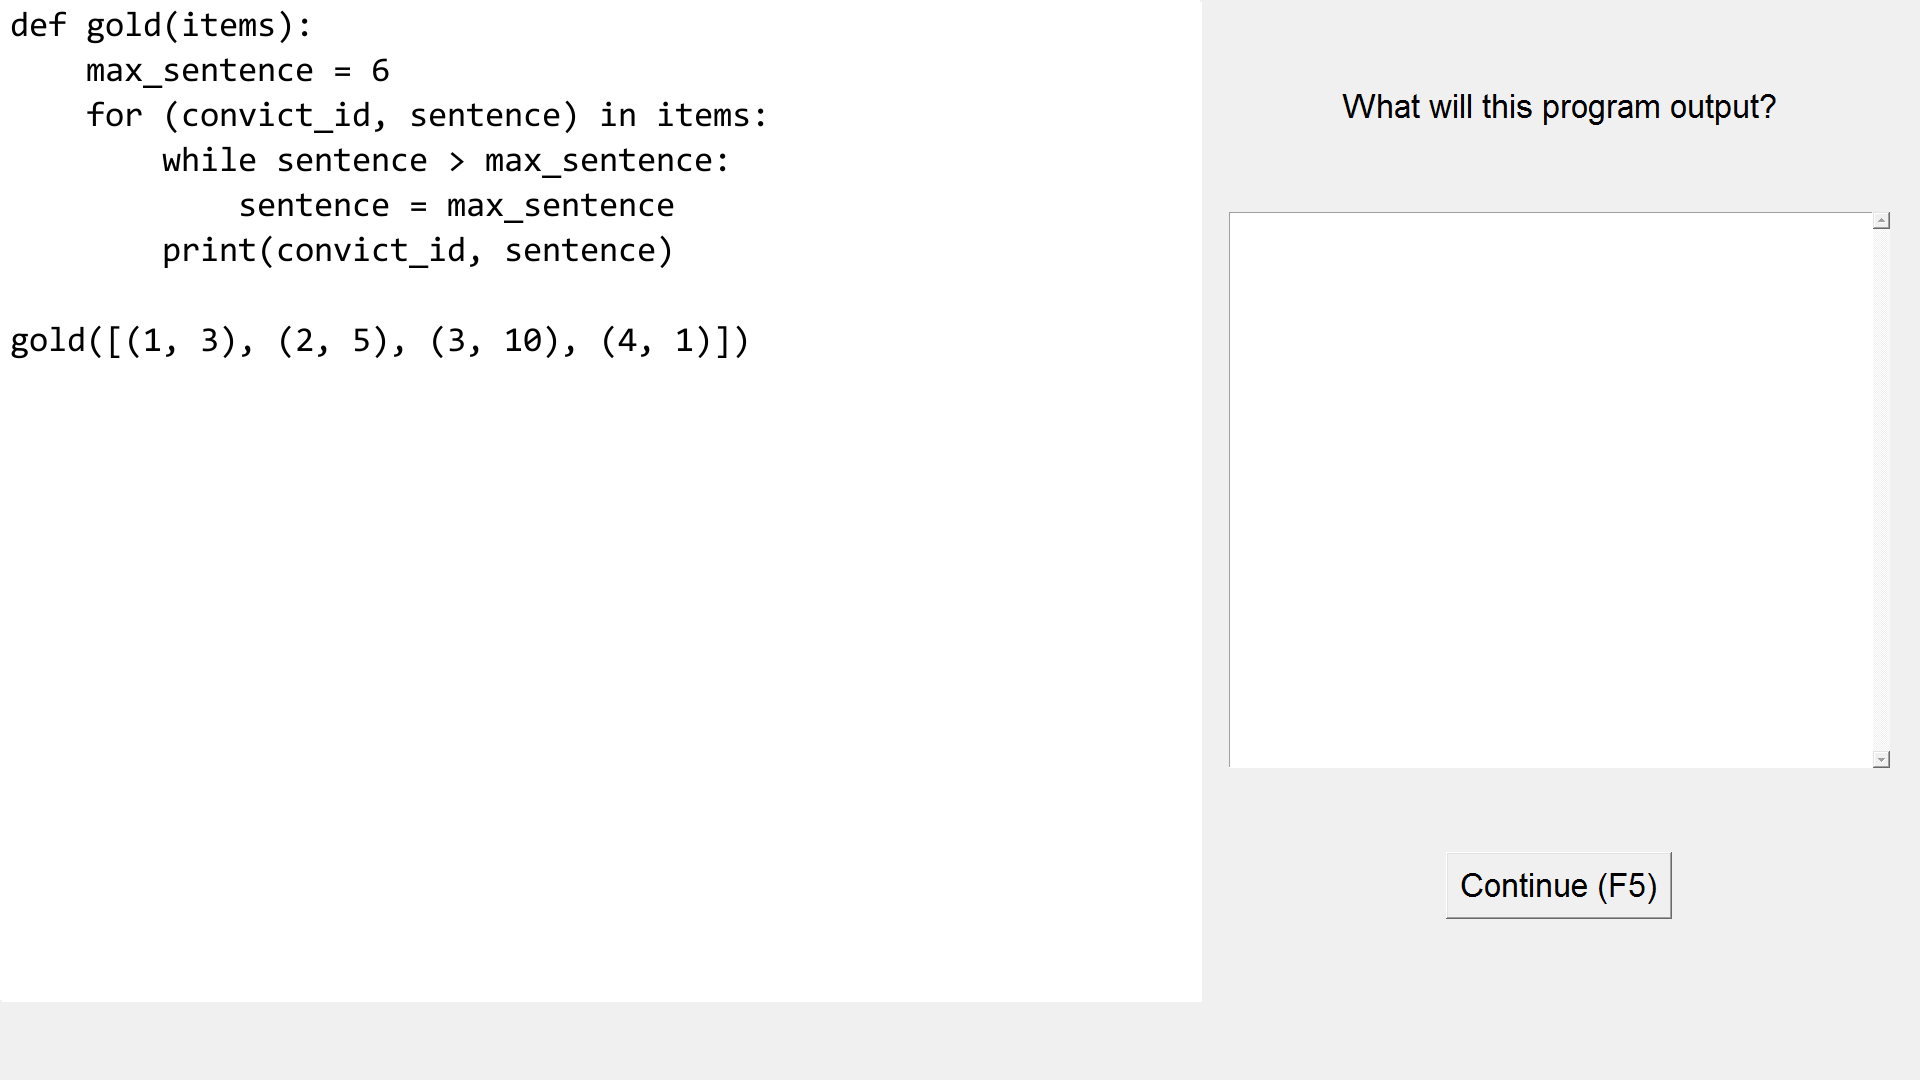 def gold(items):
    max_sentence = 6
    for (convict_id, sentence) in items:
        while sentence > max_sentence:
            sentence = max_sentence
        print(convict_id, sentence)

gold([(1, 3), (2, 5), (3, 10), (4, 1)])
What will this program output?
Continue (F5)